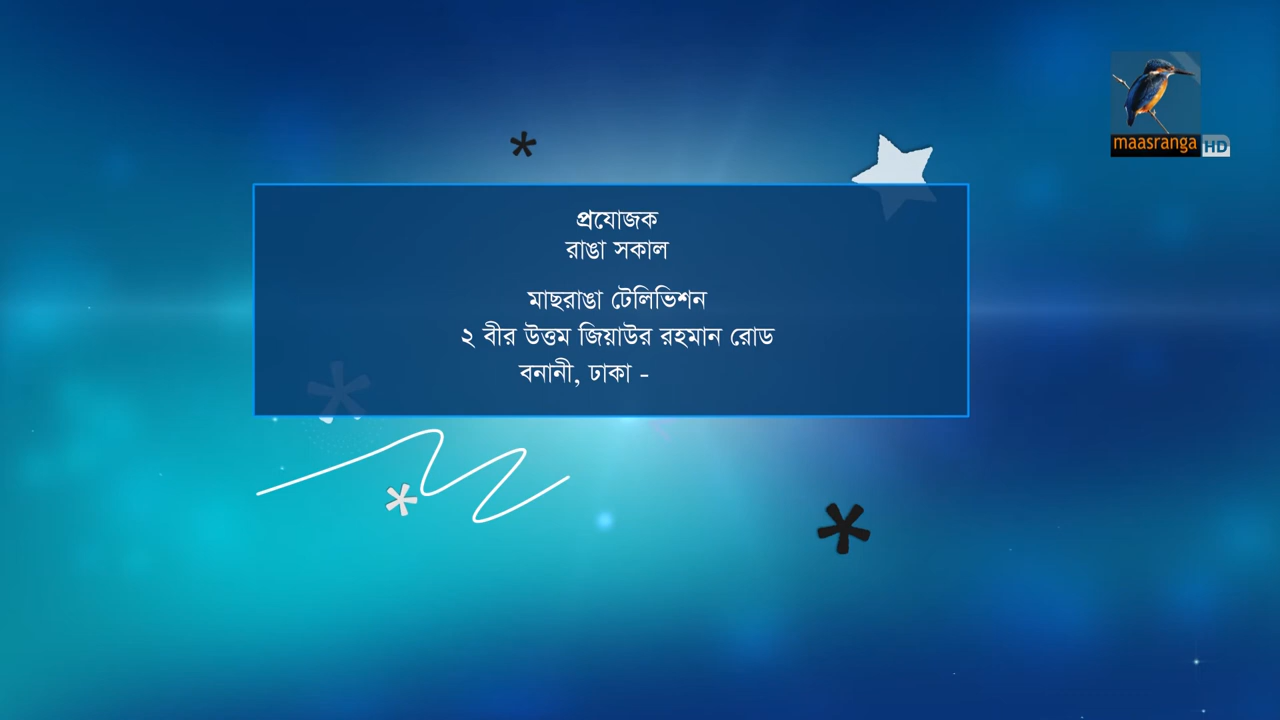 maasranga HD
প্রযোজক
রাঙা সকাল
মাছরাঙা টেলিভিশন
২ বীর উত্তম জিয়াউর রহমান রোড
বনানী, ঢাকা -